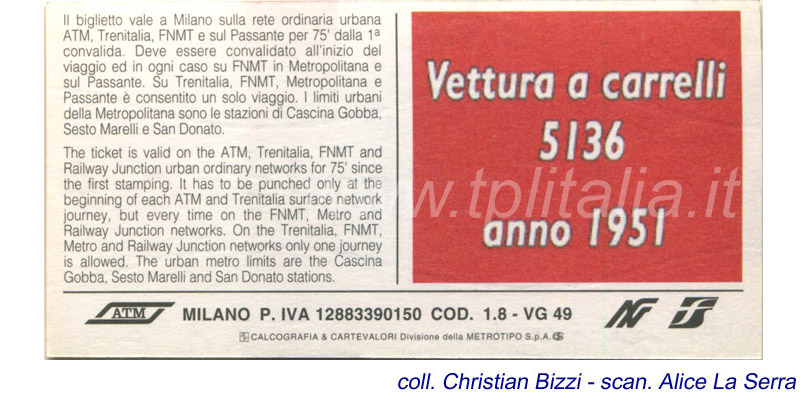 Il biglietto vale a Milano sulla rete ordinaria urbana
ATM, Trenitalia, FNMT e sul Passante per 75' dalla 1ª
convalida. Deve essere convalidato all'inizio del
viaggio ed in ogni caso su FNMT in Metropolitana e
sul Passante. Su Trenitalia, FNMT, Metropolitana e
Passante è consentito un solo viaggio. I limiti urbani
della Metropolitana sono le stazioni di Cascina Gobba,
Sesto Marelli e San Donato.
The ticket is valid on the ATM, Trenitalia, FNMT and
Railway Junction urban ordinary networks for 75' since
the first stamping. It has to be punched only at the
beginning of each ATM and Trenitalia surface network
journey, but every time on the FNMT, Metro and
Railway Junction networks. On the Trenitalia, FNMT,
Metro and Railway Junction networks only one journey
is allowed. The urban metro limits are the Cascina
Gobba, Sesto Marelli and San Donato stations.
Vettura a carrelli
5136
anno 1951
www.tplitalia.it
ATM MILANO P. IVA 12883390150 COD. 1.8 - VG 49
CALCOGRAFIA & CARTEVALORI Divisione della METROTIPO S.p.A.
coll. Christian Bizzi - scan. Alice La Serra